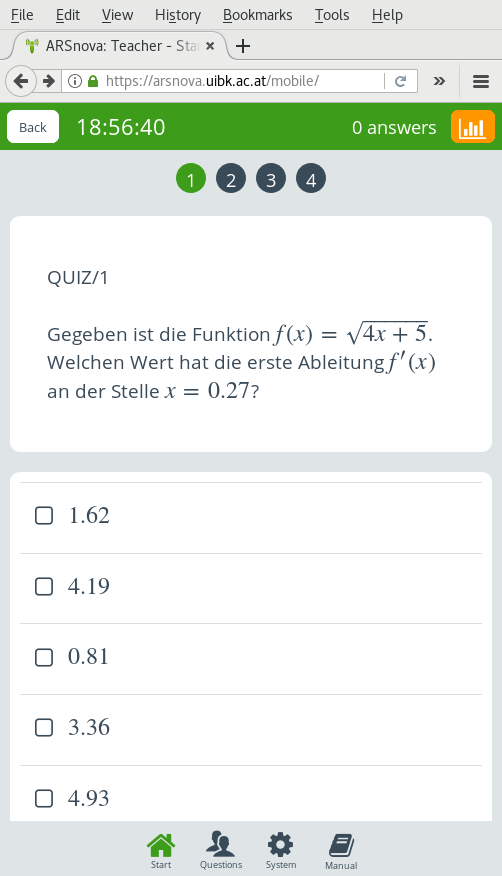 File Edit View History Bookmarks Tools Help
ARSnova: Teacher - Sta
https://arsnova.uibk.ac.at/mobile/
Back 18:56:40 0 answers
1 2 3 4
QUIZ/1
Gegeben ist die Funktion f(x) = √(4x + 5).
Welchen Wert hat die erste Ableitung f′(x)
an der Stelle x = 0.27?
1.62
4.19
0.81
3.36
4.93
Start Questions System Manual